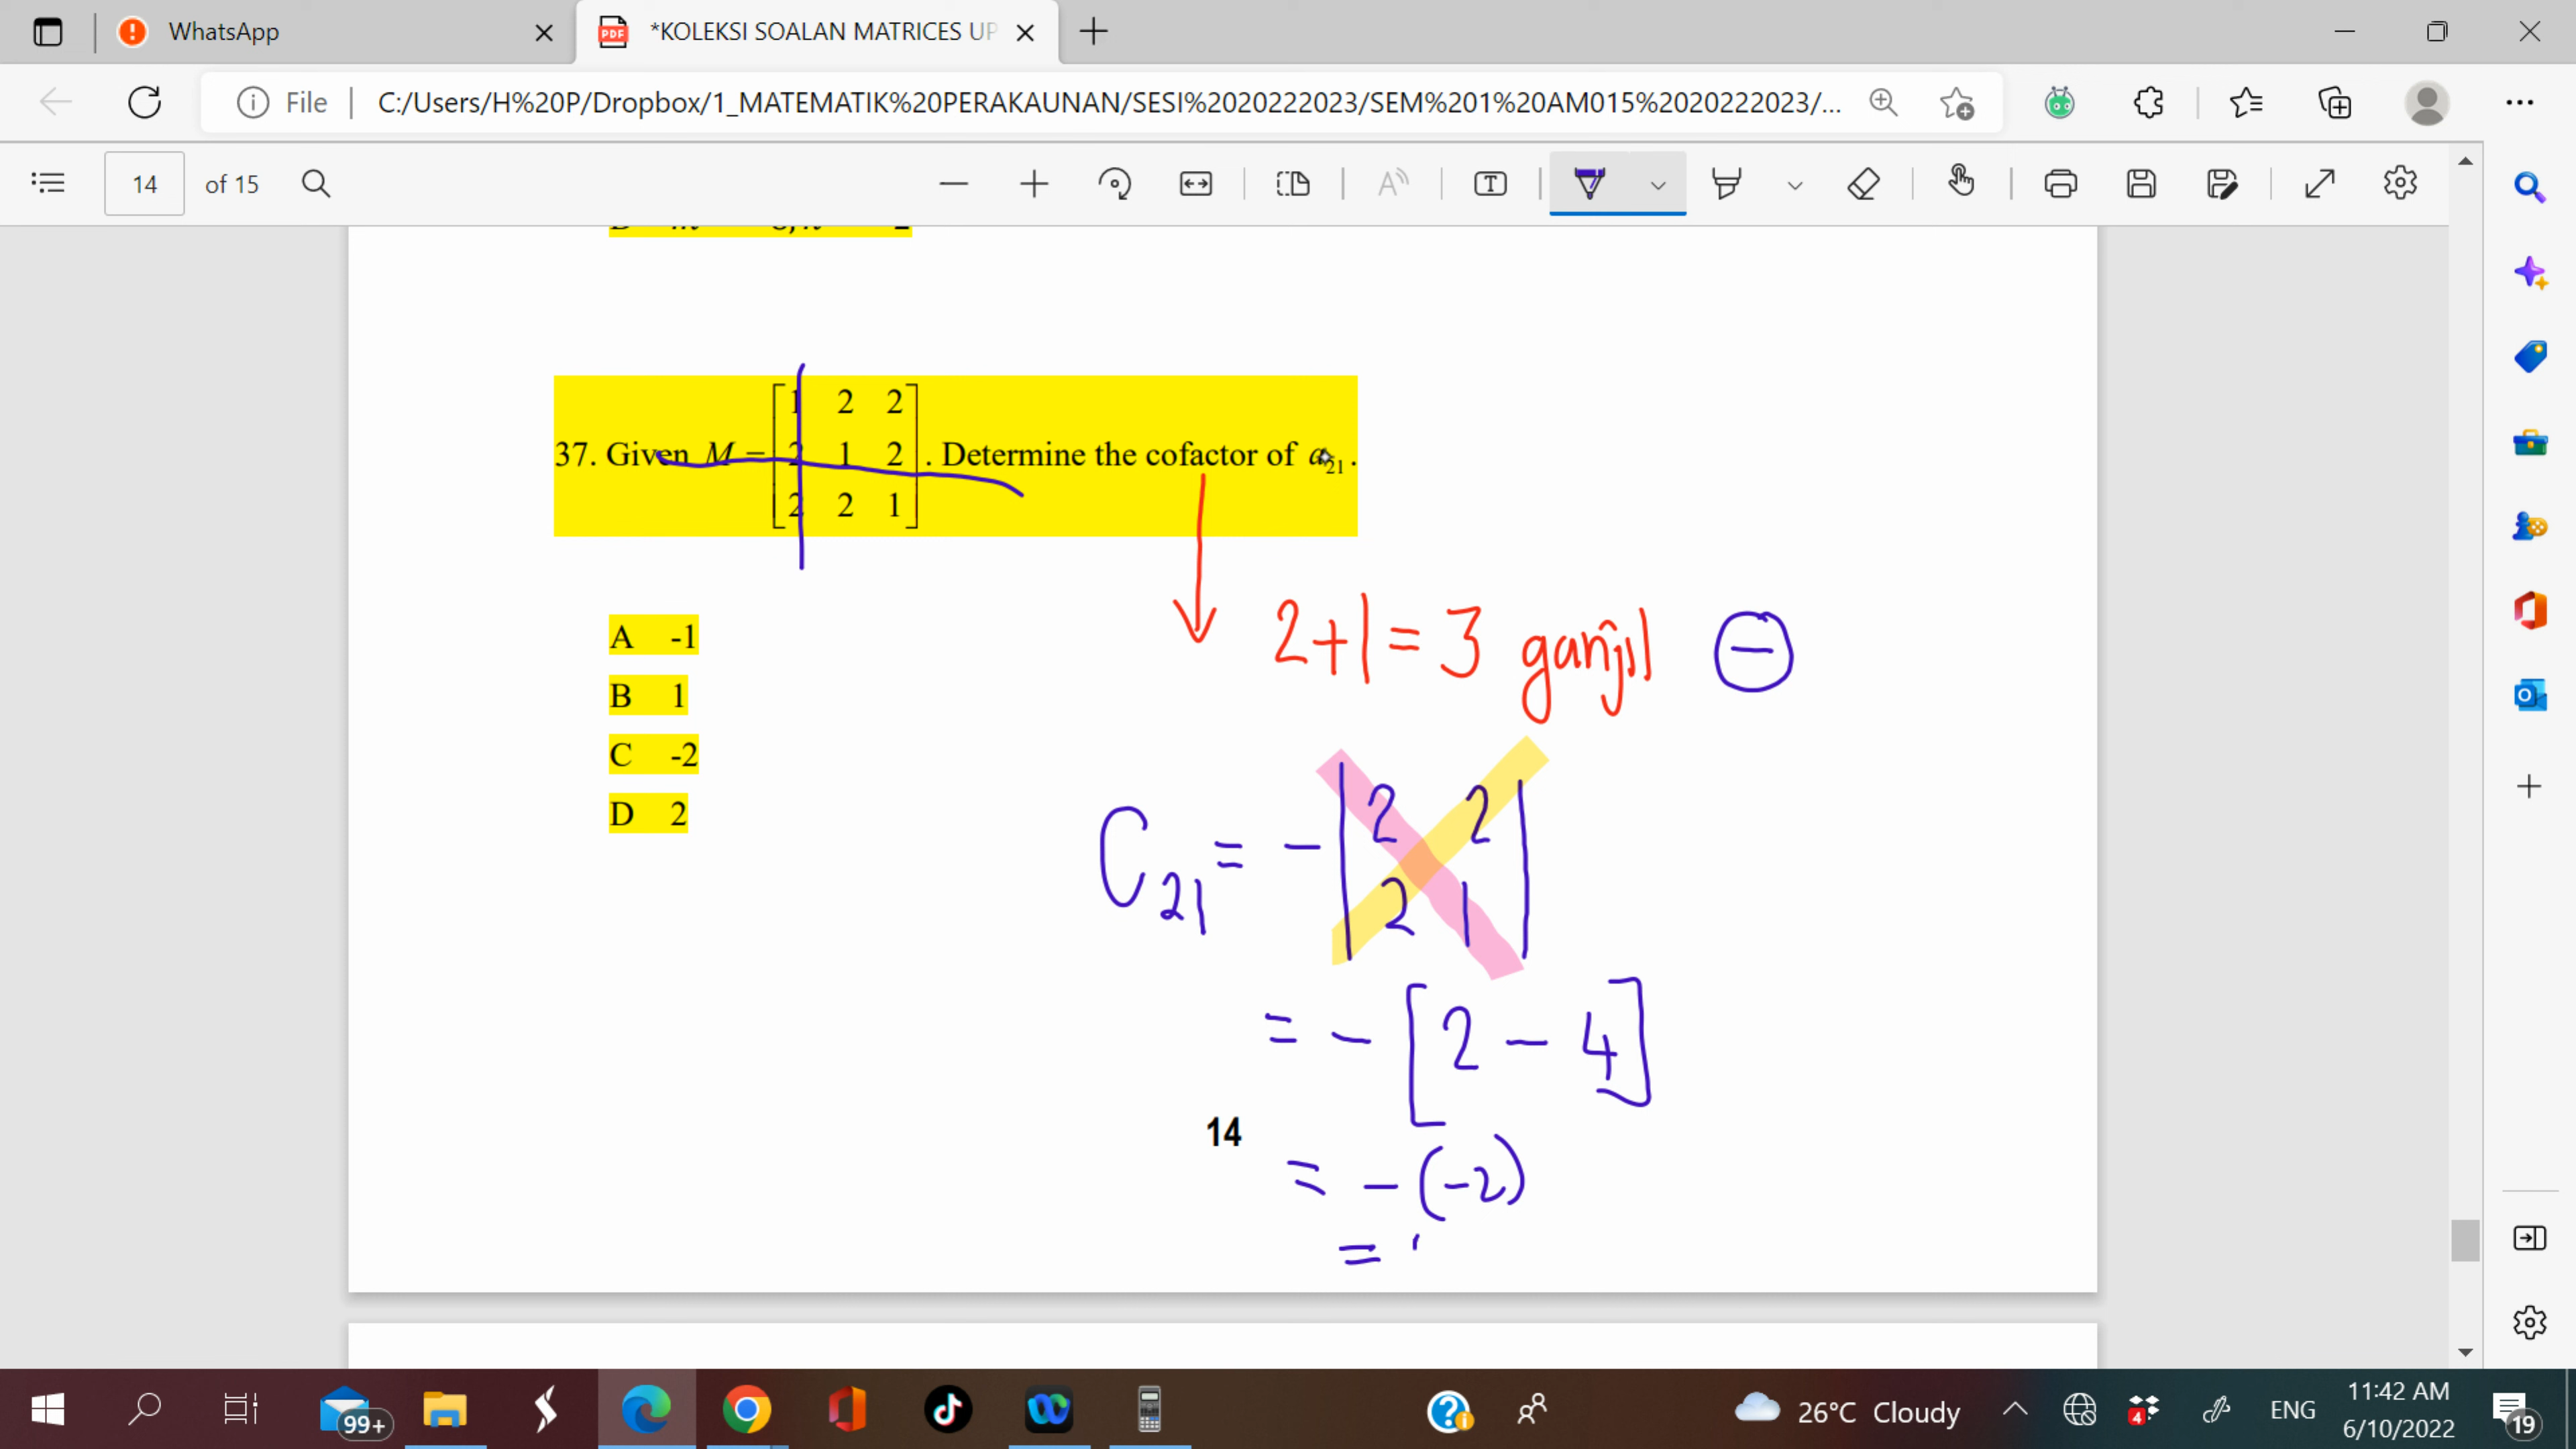 WhatsApp
*KOLEKSI SOALAN MATRICES UP
File
C:/Users/H%20P/Dropbox/1_MATEMATIK%20PERAKAUNAN/SESI%2020222023/SEM%201%20AM015%2020222023/...
14 of 15
37. Given M = [1 2 2
2 1 2
2 2 1]. Determine the cofactor of a21.
A -1
B 1
C -2
D 2
2+1=3 ganjil −
C21 = - |2 2
2 1|
= - [2 - 4]
14
= - (-2)
=
99+
26°C Cloudy
4
ENG
11:42 AM
6/10/2022
19